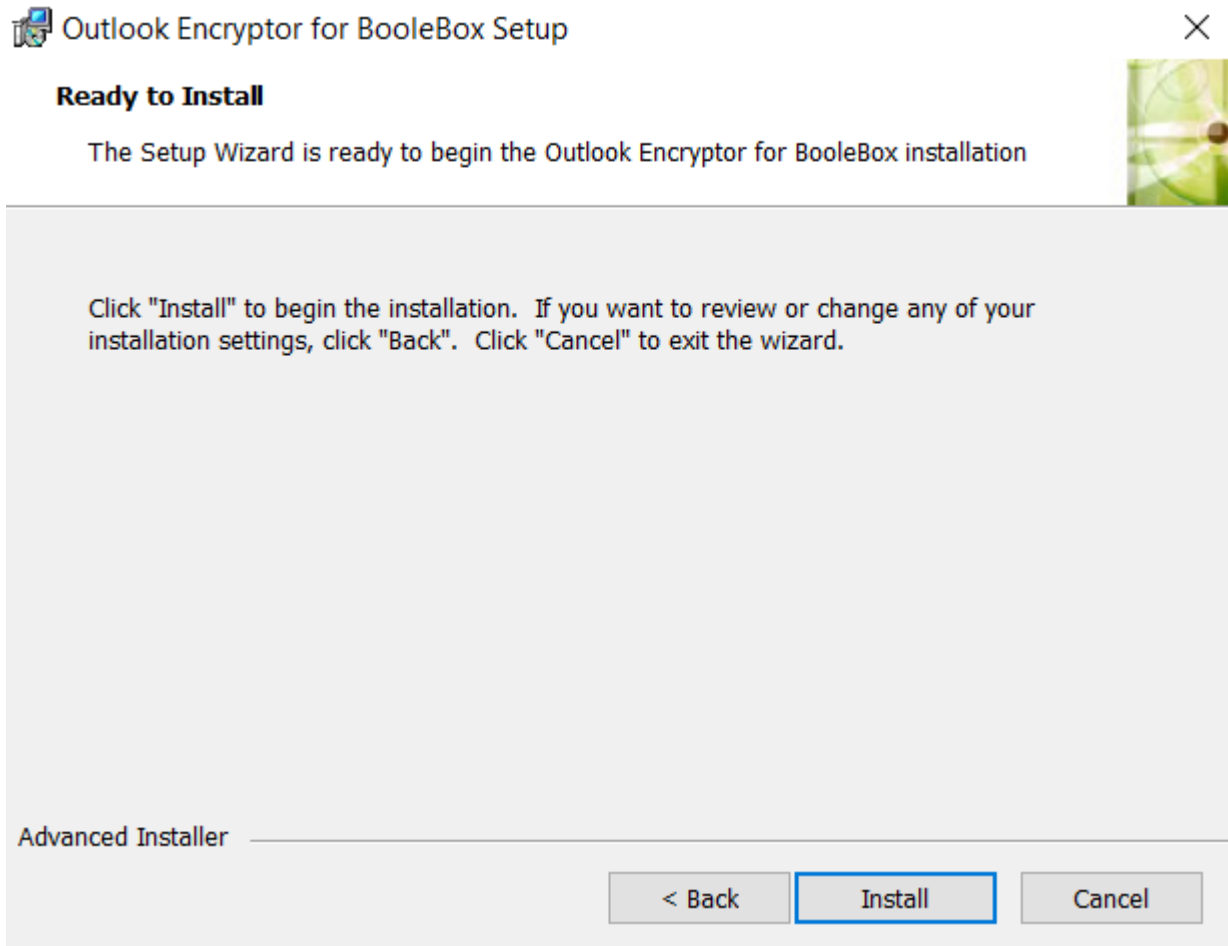 Outlook Encryptor for BooleBox Setup
Ready to Install
The Setup Wizard is ready to begin the Outlook Encryptor for BooleBox installation
Click "Install" to begin the installation.  If you want to review or change any of your
installation settings, click "Back".  Click "Cancel" to exit the wizard.
Advanced Installer
< Back
Install
Cancel